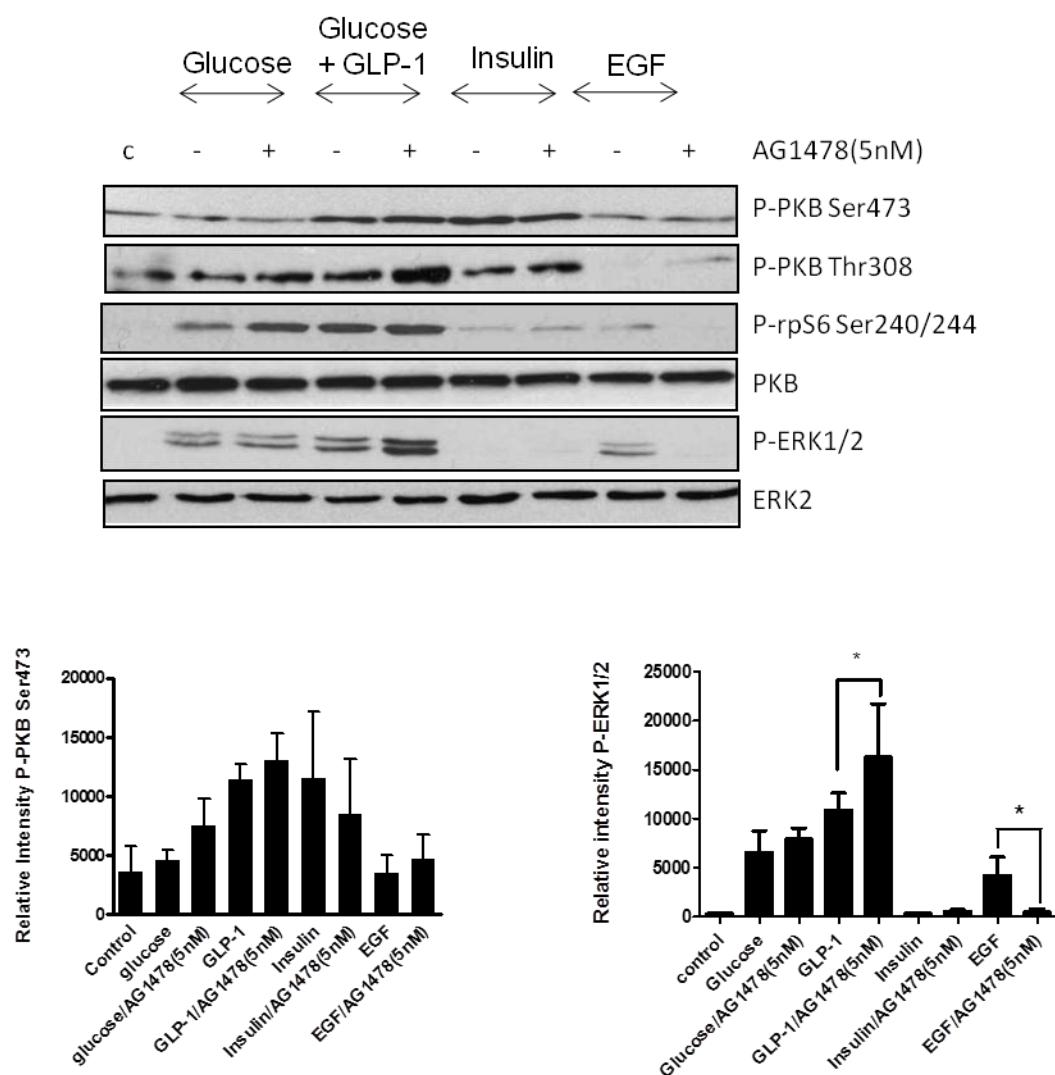 Glucose
Glucose + GLP-1
Insulin
EGF
c - + - + - + - + AG1478(5nM)
P-PKB Ser473
P-PKB Thr308
P-rpS6 Ser240/244
PKB
P-ERK1/2
ERK2
Relative Intensity P-PKB Ser473
20000
15000
10000
5000
0
Control
glucose
glucose/AG1478(5nM)
GLP-1
GLP-1/AG1478(5nM)
Insulin
Insulin/AG1478(5nM)
EGF
EGF/AG1478(5nM)
Relative intensity P-ERK1/2
25000
20000
15000
10000
5000
0
*
*
control
Glucose
Glucose/AG1478(5nM)
GLP-1
GLP-1/AG1478(5nM)
Insulin
Insulin/AG1478(5nM)
EGF
EGF/AG1478(5nM)